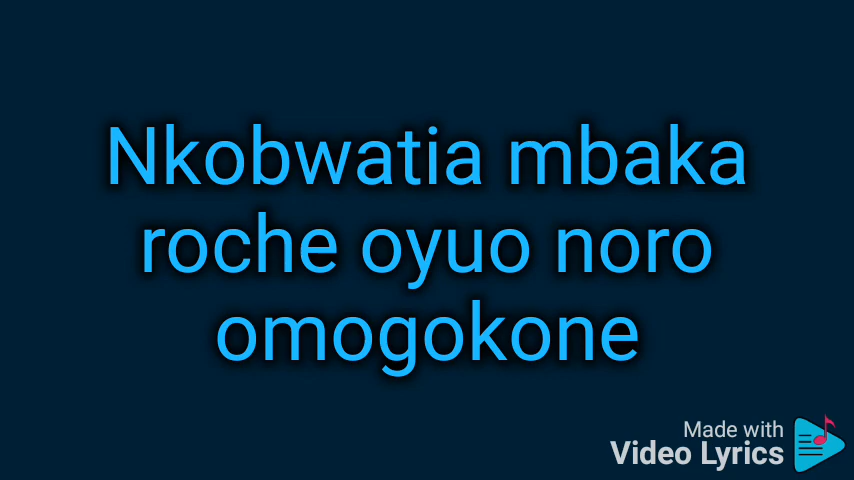 Nkobwatia mbaka
roche oyuo noro
omogokone
Made with
Video Lyrics